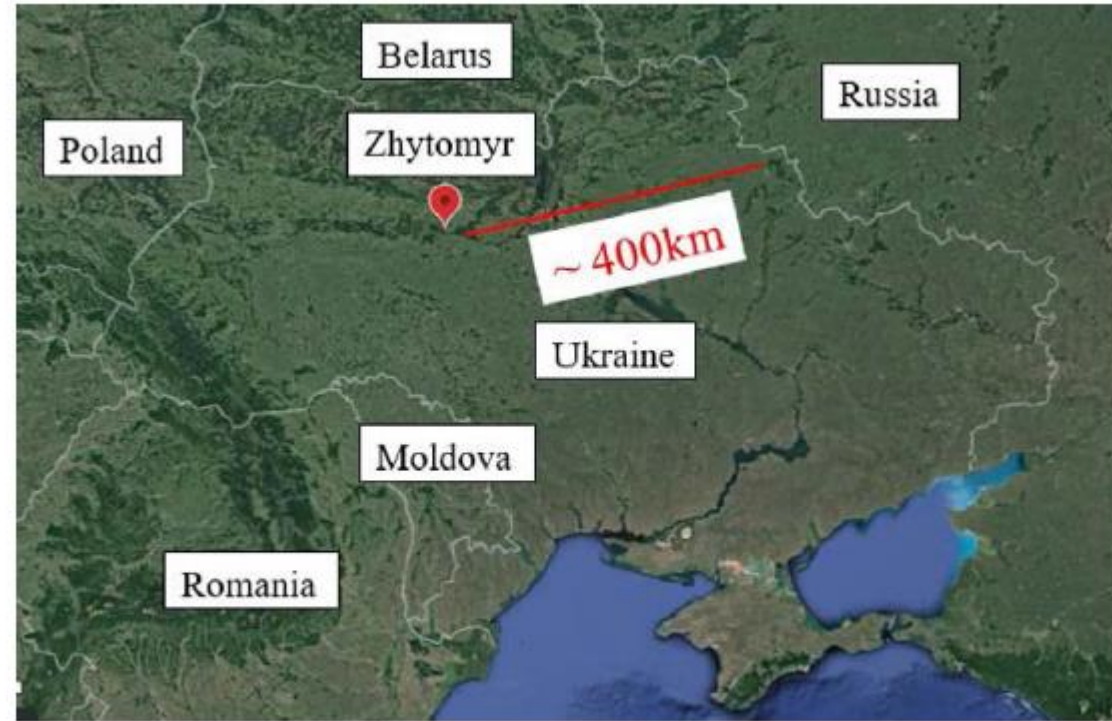 Belarus
Russia
Zhytomyr
Poland
~ 400km
Ukraine
Moldova
Romania